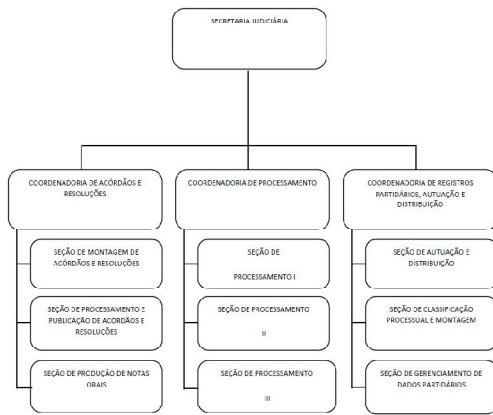 SECRETARIA JUDICIÁRIA
COORDENADORIA DE ACÓRDÃOS E
RESOLUÇÕES
COORDENADORIA DE PROCESSAMENTO
COORDENADORIA DE REGISTROS
PARTIDÁRIOS, AUTUAÇÃO E
DISTRIBUIÇÃO
SEÇÃO DE MONTAGEM DE
ACÓRDÃOS E RESOLUÇÕES
SEÇÃO DE
PROCESSAMENTO I
SEÇÃO DE AUTUAÇÃO E
DISTRIBUIÇÃO
SEÇÃO DE PROCESSAMENTO E
PUBLICAÇÃO DE ACÓRDÃOS E
RESOLUÇÕES
SEÇÃO DE PROCESSAMENTO
II
SEÇÃO DE CLASSIFICAÇÃO
PROCESSUAL E MONTAGEM
SEÇÃO DE PRODUÇÃO DE NOTAS
ORAIS
SEÇÃO DE PROCESSAMENTO
III
SEÇÃO DE GERENCIAMENTO DE
DADOS PARTIDÁRIOS